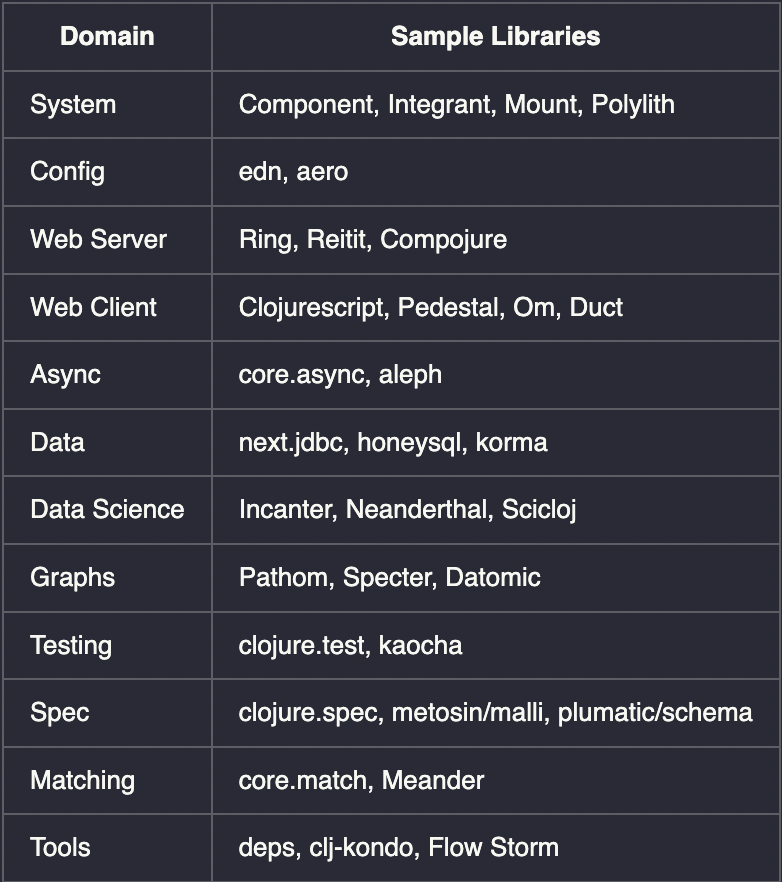 Domain Sample Libraries
System Component, Integrant, Mount, Polylith
Config edn, aero
Web Server Ring, Reitit, Compojure
Web Client Clojurescript, Pedestal, Om, Duct
Async core.async, aleph
Data next.jdbc, honeysql, korma
Data Science Incanter, Neanderthal, Scicloj
Graphs Pathom, Specter, Datomic
Testing clojure.test, kaocha
Spec clojure.spec, metosin/malli, plumatic/schema
Matching core.match, Meander
Tools deps, clj-kondo, Flow Storm